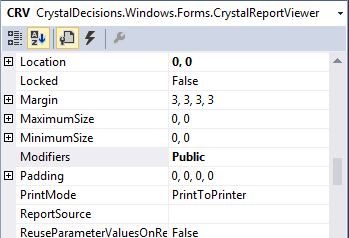 CRV CrystalDecisions.Windows.Forms.CrystalReportViewer
Location 0, 0
Locked False
Margin 3, 3, 3, 3
MaximumSize 0, 0
MinimumSize 0, 0
Modifiers Public
Padding 0, 0, 0, 0
PrintMode PrintToPrinter
ReportSource
ReuseParameterValuesOnRe False